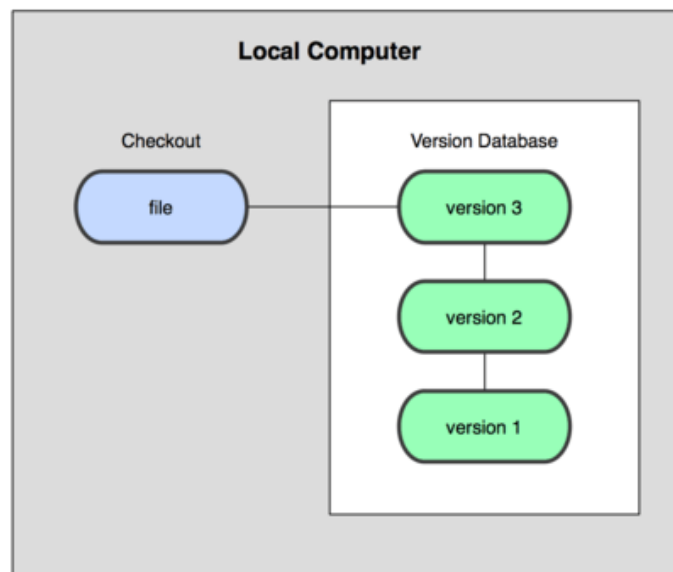 Local Computer
Checkout
Version Database
file
version 3
version 2
version 1